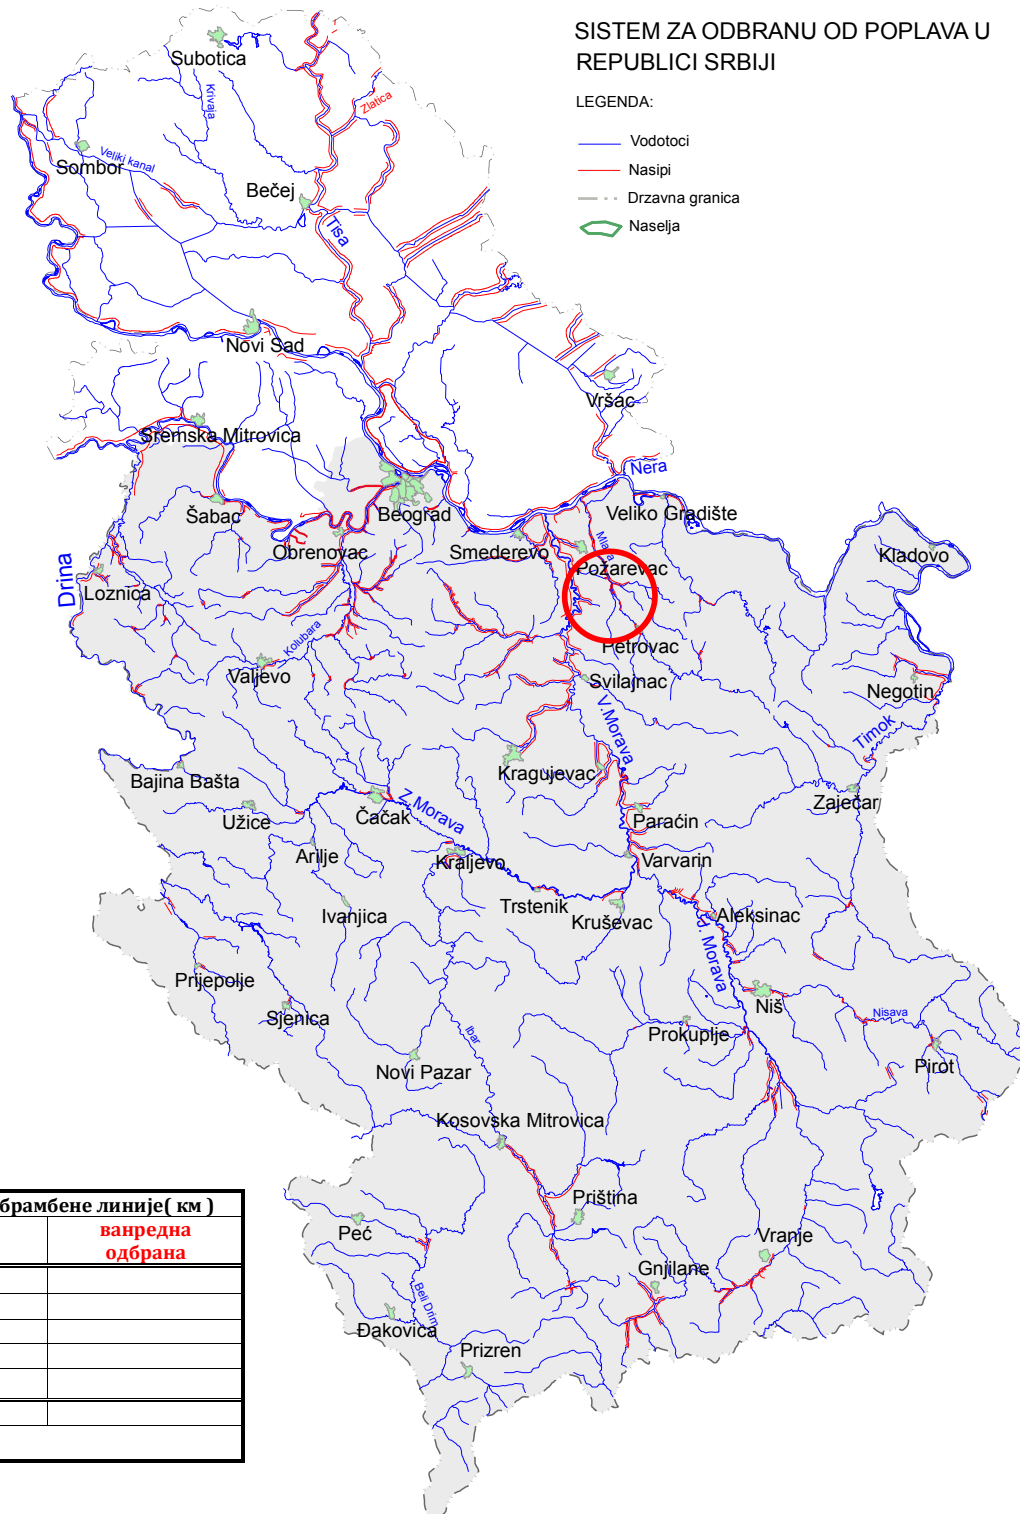 SISTEM ZA ODBRANU OD POPLAVA U
REPUBLICI SRBIJI
LEGENDA:
Vodotoci
Nasipi
Drzavna granica
Naselja
Subotica
Krivaja
Zlatica
Sombor
Veliki kanal
Bečej
Tisa
Novi Sad
Vršac
Sremska Mitrovica
Nera
Šabac
Beograd
Veliko Gradište
Obrenovac
Smederevo
Kladovo
Drina
Požarevac
Loznica
Kolubara
Petrovac
Valjevo
Svilajnac
Negotin
V.Morava
Timok
Kragujevac
Bajina Bašta
Zaječar
Užice
Čačak
Z.Morava
Paraćin
Arilje
Kraljevo
Varvarin
Ivanjica
Trstenik
Kruševac
Aleksinac
J. Morava
Prijepolje
Sjenica
Niš
Nisava
Prokuplje
Ibar
Novi Pazar
Pirot
Kosovska Mitrovica
Priština
Peć
Vranje
Gnjilane
Beli Drim
Đakovica
Prizren
брамбене линије( км )
ванредна
одбрана